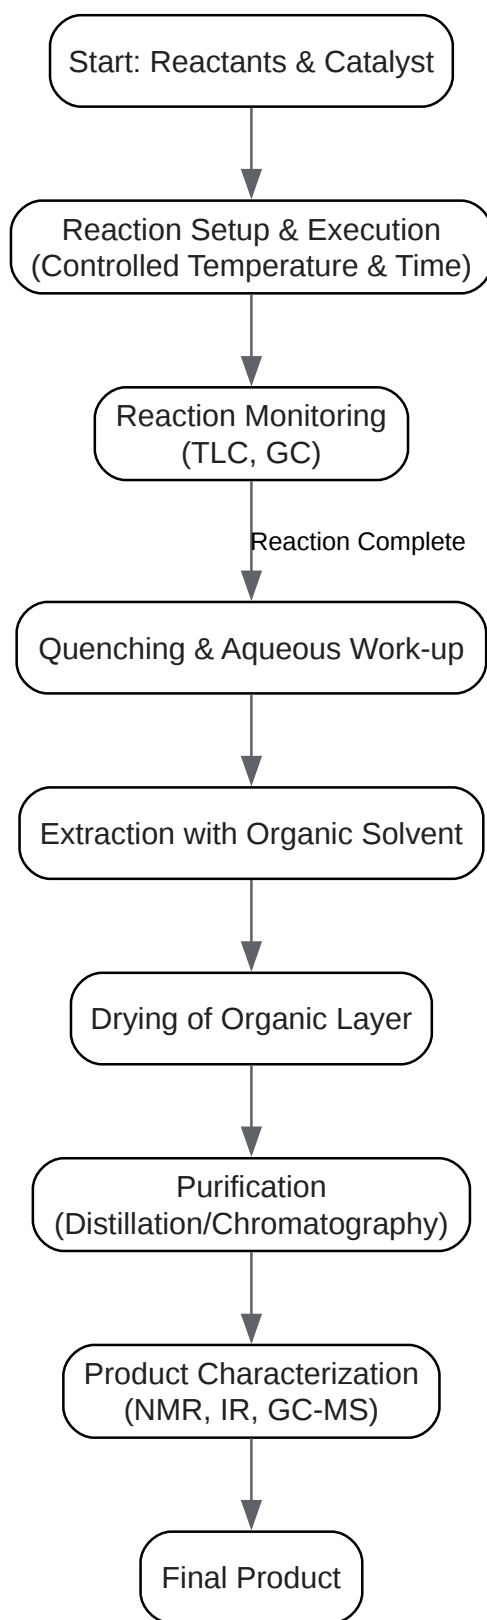 Start: Reactants & Catalyst
Reaction Setup & Execution
(Controlled Temperature & Time)
Reaction Monitoring
(TLC, GC)
Reaction Complete
Quenching & Aqueous Work-up
Extraction with Organic Solvent
Drying of Organic Layer
Purification
(Distillation/Chromatography)
Product Characterization
(NMR, IR, GC-MS)
Final Product